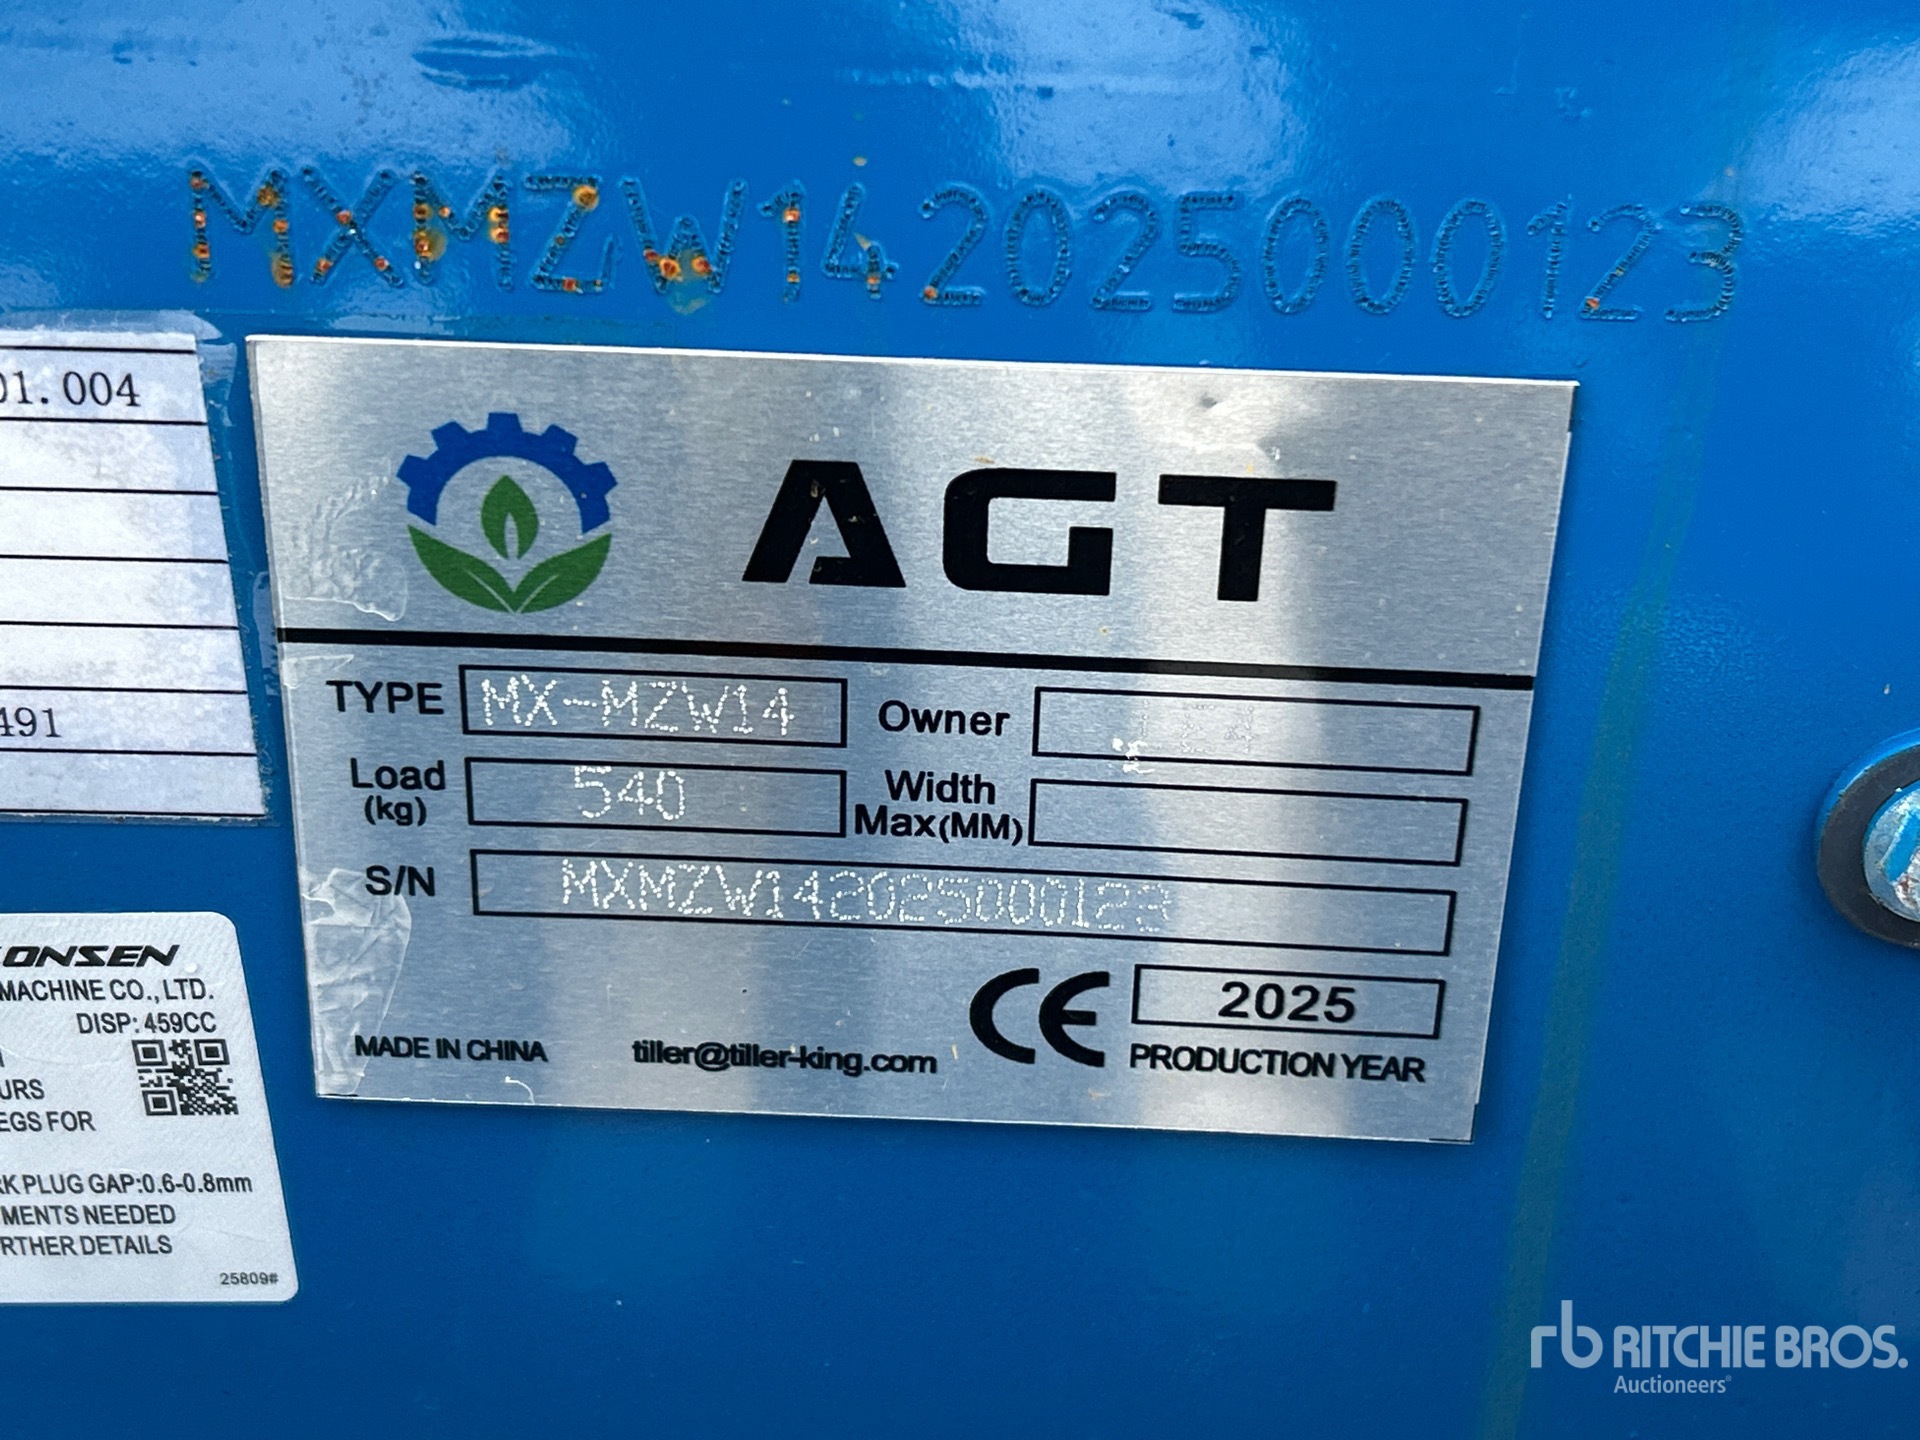 MXMZW142025000123
01.004
491
AGT
TYPE MX-MZW14 Owner
Load (kg) 540 Width Max(MM)
S/N MXMZW142025000123
CE 2025
MADE IN CHINA tiller@tiller-king.com PRODUCTION YEAR
ONSEN
MACHINE CO., LTD.
DISP: 459CC
URS
EGS FOR
RK PLUG GAP:0.6-0.8mm
MENTS NEEDED
RTHER DETAILS
25809#
rb RITCHIE BROS.
Auctioneers®